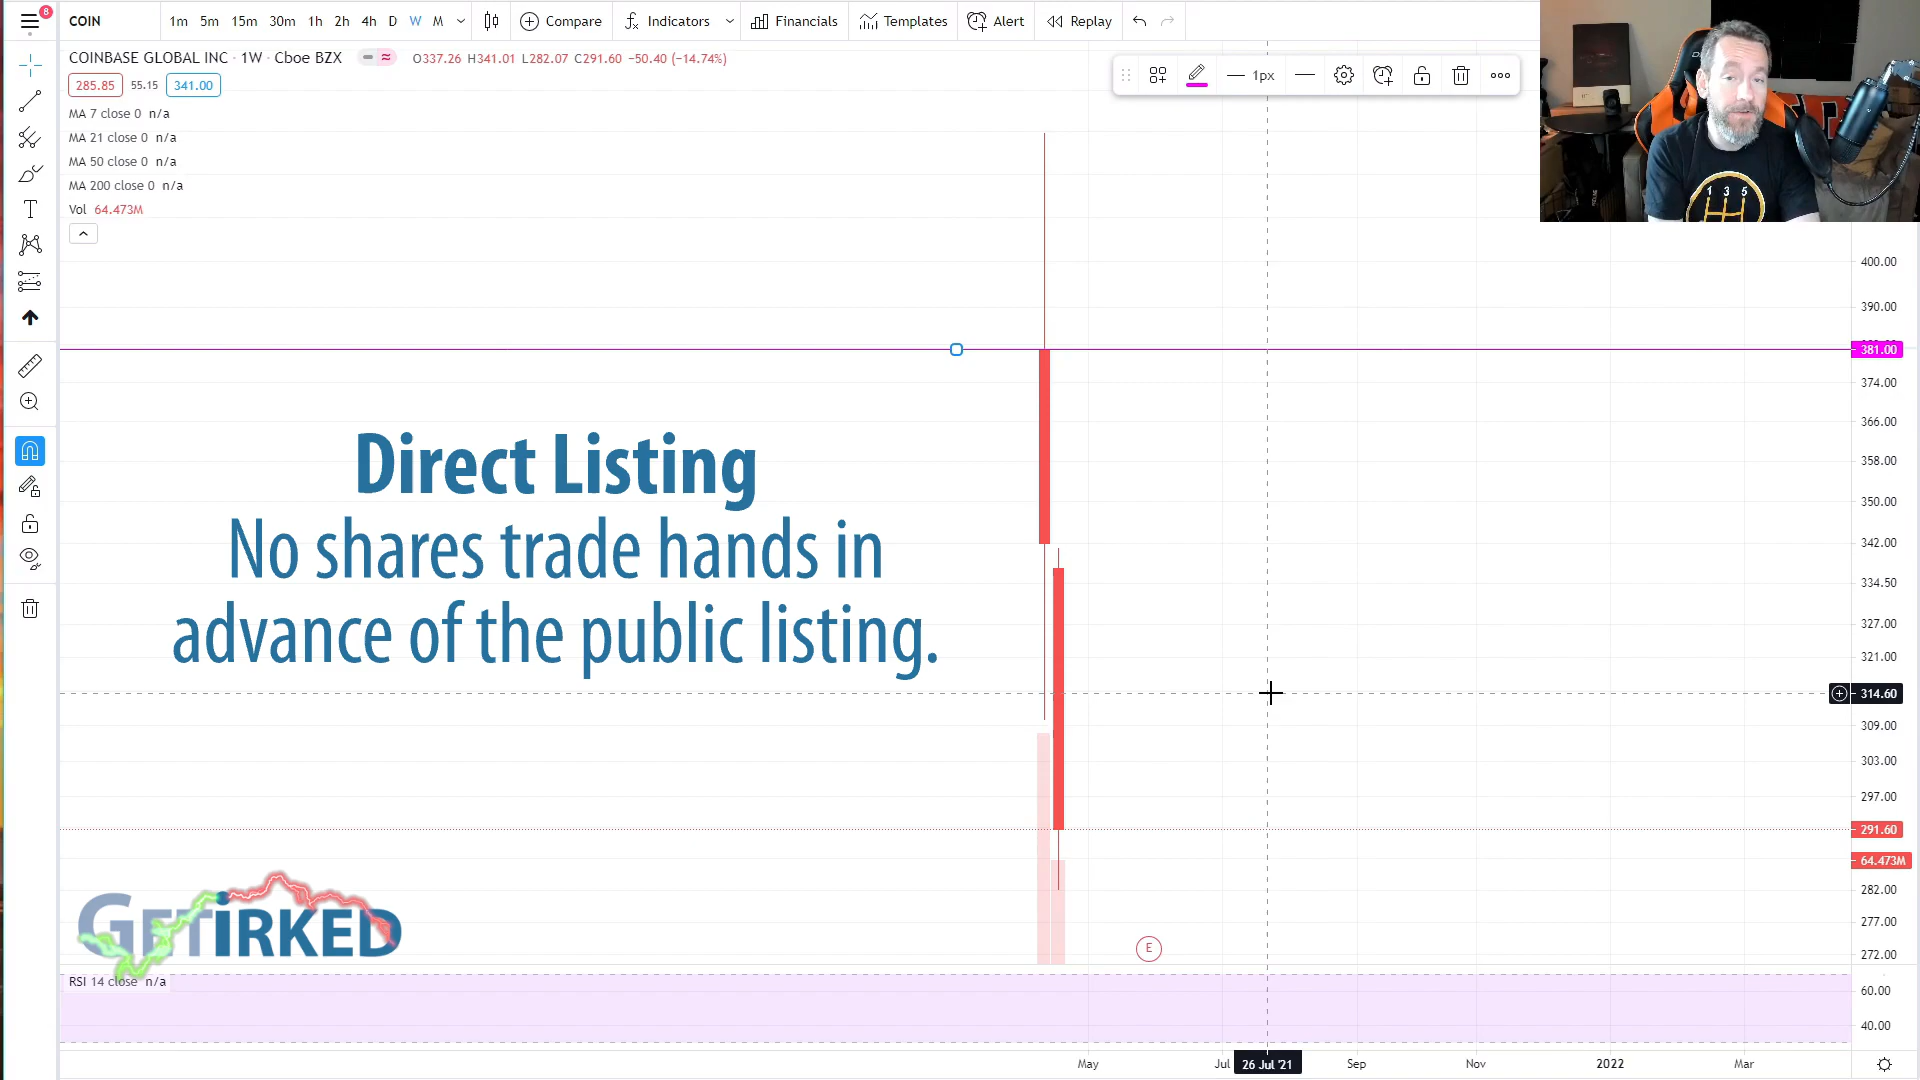 8
COIN
1m 5m 15m 30m 1h 2h 4h D W M
Compare
Indicators
Financials
Templates
Alert
Replay
COINBASE GLOBAL INC · 1W · Cboe BZX
O337.26 H341.01 L282.07 C291.60 −50.40 (−14.74%)
285.85 55.15 341.00
1px
MA 7 close 0 n/a
MA 21 close 0 n/a
MA 50 close 0 n/a
MA 200 close 0 n/a
Vol 64.473M
1 3 5
400.00
390.00
381.00
374.00
366.00
358.00
350.00
342.00
334.50
327.00
321.00
314.60
309.00
303.00
297.00
291.60
64.473M
282.00
277.00
272.00
Direct Listing
No shares trade hands in
advance of the public listing.
GETiRKED
E
RSI 14 close n/a
60.00
40.00
May Jul 26 Jul '21 Sep Nov 2022 Mar